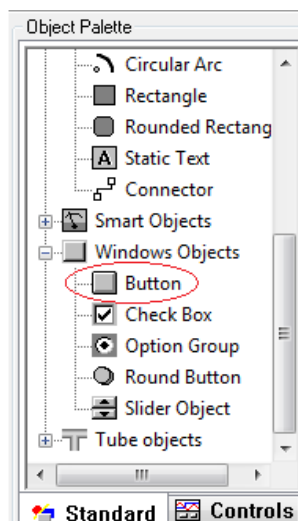 Object Palette
Circular Arc
Rectangle
Rounded Rectang
A Static Text
Connector
Smart Objects
Windows Objects
Button
Check Box
Option Group
Round Button
Slider Object
Tube objects
Standard Controls